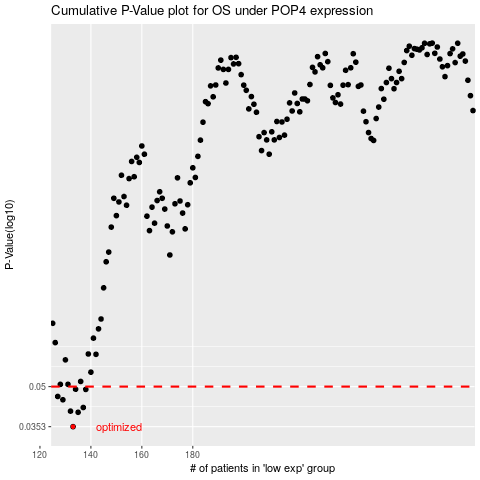 Cumulative P-Value plot for OS under POP4 expression
P-Value(log10)
0.05
0.0353
optimized
120 140 160 180
# of patients in 'low exp' group